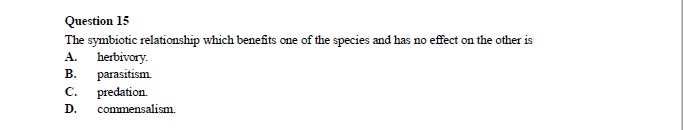 Question 15
The symbiotic relationship which benefits one of the species and has no effect on the other is
A. herbivory.
B. parasitism.
C. predation.
D. commensalism.